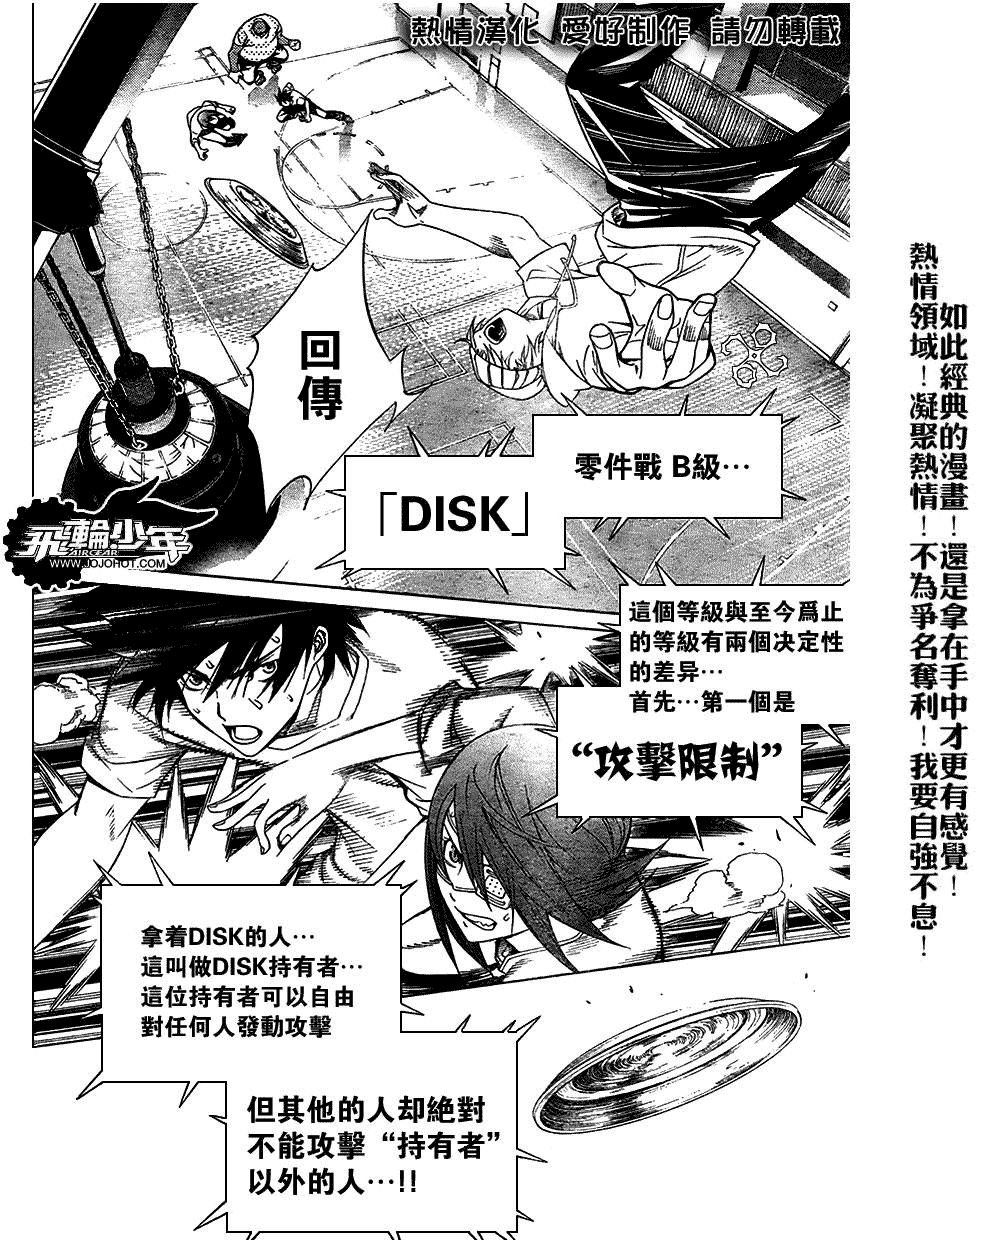 熱情漢化 愛好制作 請勿轉載
回傳
零件戰 B級…
「DISK」
飛輪少年
AIRGEAR
WWW.JOJOHOT.COM
這個等級與至今爲止
的等級有兩個决定性
的差异…
首先…第一個是
“攻擊限制”
拿着DISK的人…
這叫做DISK持有者…
這位持有者可以自由
對任何人發動攻擊
但其他的人却絕對
不能攻擊“持有者”
以外的人…!!
如此經典的漫畫！還是拿在手中才更有感覺！
熱情領域！凝聚熱情！不為爭名奪利！我要自強不息！